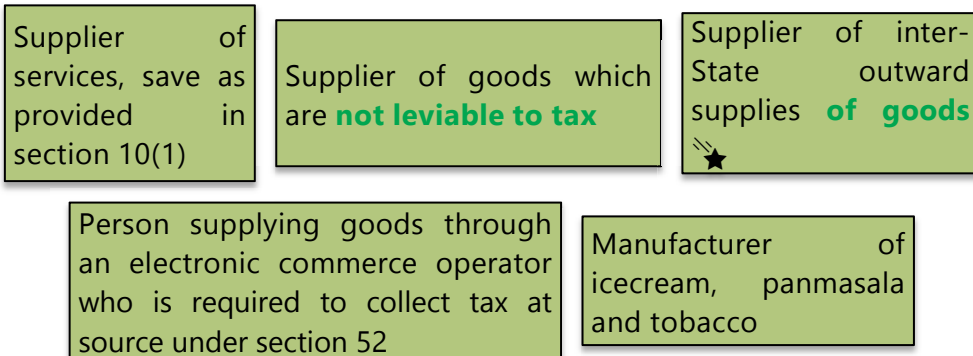 Supplier of
services, save as
provided in
section 10(1)
Supplier of goods which
are not leviable to tax
Supplier of inter-
State outward
supplies of goods
Person supplying goods through
an electronic commerce operator
who is required to collect tax at
source under section 52
Manufacturer of
icecream, panmasala
and tobacco